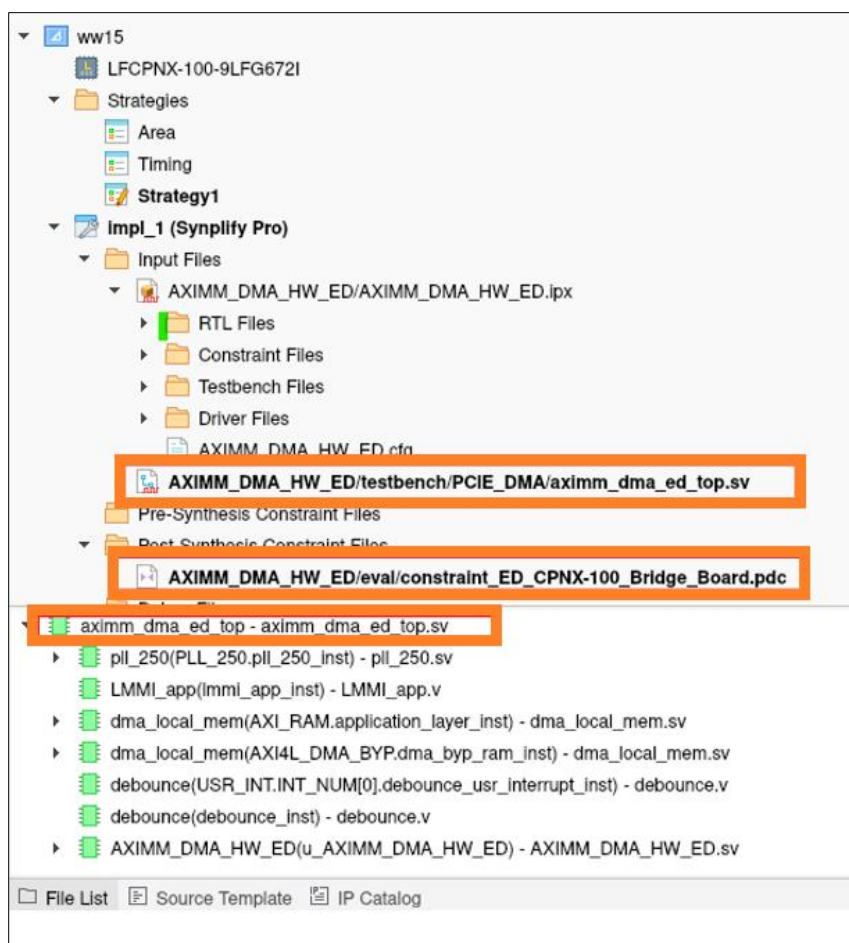 ww15
LFCPNX-100-9LFG672I
Strategies
Area
Timing
Strategy1
impl_1 (Synplify Pro)
Input Files
AXIMM_DMA_HW_ED/AXIMM_DMA_HW_ED.ipx
RTL Files
Constraint Files
Testbench Files
Driver Files
AXIMM_DMA_HW_ED.cfg
AXIMM_DMA_HW_ED/testbench/PCIE_DMA/aximm_dma_ed_top.sv
Pre-Synthesis Constraint Files
Post-Synthesis Constraint Files
AXIMM_DMA_HW_ED/eval/constraint_ED_CPNX-100_Bridge_Board.pdc
aximm_dma_ed_top - aximm_dma_ed_top.sv
pll_250(PLL_250.pll_250_inst) - pll_250.sv
LMMI_app(lmmi_app_inst) - LMMI_app.v
dma_local_mem(AXI_RAM.application_layer_inst) - dma_local_mem.sv
dma_local_mem(AXI4L_DMA_BYP.dma_byp_ram_inst) - dma_local_mem.sv
debounce(USR_INT.INT_NUM[0].debounce_usr_interrupt_inst) - debounce.v
debounce(debounce_inst) - debounce.v
AXIMM_DMA_HW_ED(u_AXIMM_DMA_HW_ED) - AXIMM_DMA_HW_ED.sv
File List Source Template IP Catalog